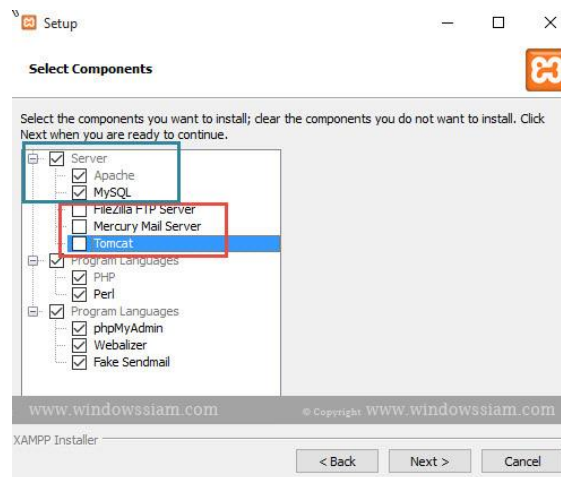 Setup
Select Components
Select the components you want to install; clear the components you do not want to install. Click
Next when you are ready to continue.
Server
Apache
MySQL
FileZilla FTP Server
Mercury Mail Server
Tomcat
Program Languages
PHP
Perl
Program Languages
phpMyAdmin
Webalizer
Fake Sendmail
www.windowssiam.com © Copyright www.windowssiam.com
XAMPP Installer
< Back Next > Cancel